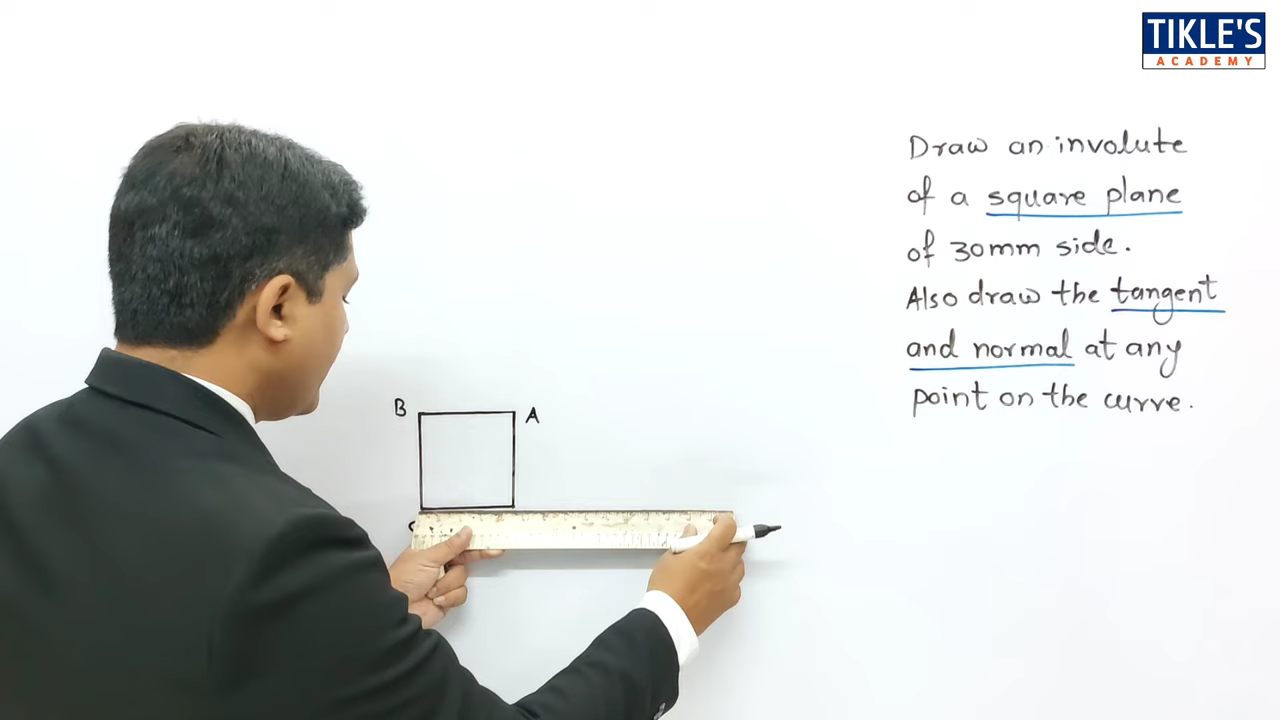 TIKLE'S
ACADEMY
Draw an involute
of a square plane
of 30mm side.
Also draw the tangent
and normal at any
point on the curve.
B
A